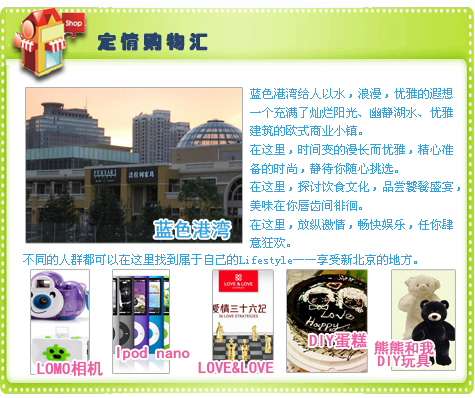 Shop
定情购物汇
蓝色港湾给人以水，浪漫，优雅的遐想
一个充满了灿烂阳光、幽静湖水、优雅
建筑的欧式商业小镇。
在这里，时间变的漫长而优雅，精心准
备的时尚，静待你随心挑选。
在这里，探讨饮食文化，品尝饕餮盛宴，
美味在你唇齿间徘徊。
在这里，放纵激情，畅快娱乐，任你肆
意狂欢。
蓝色港湾
不同的人群都可以在这里找到属于自己的Lifestyle——享受新北京的地方。
LOMO相机
Ipod nano
LOVE & LOVE
爱情三十六记
36 LOVE STRATEGIES
LOVE&LOVE
Love
Happy
DIY蛋糕
熊熊和我
DIY玩具